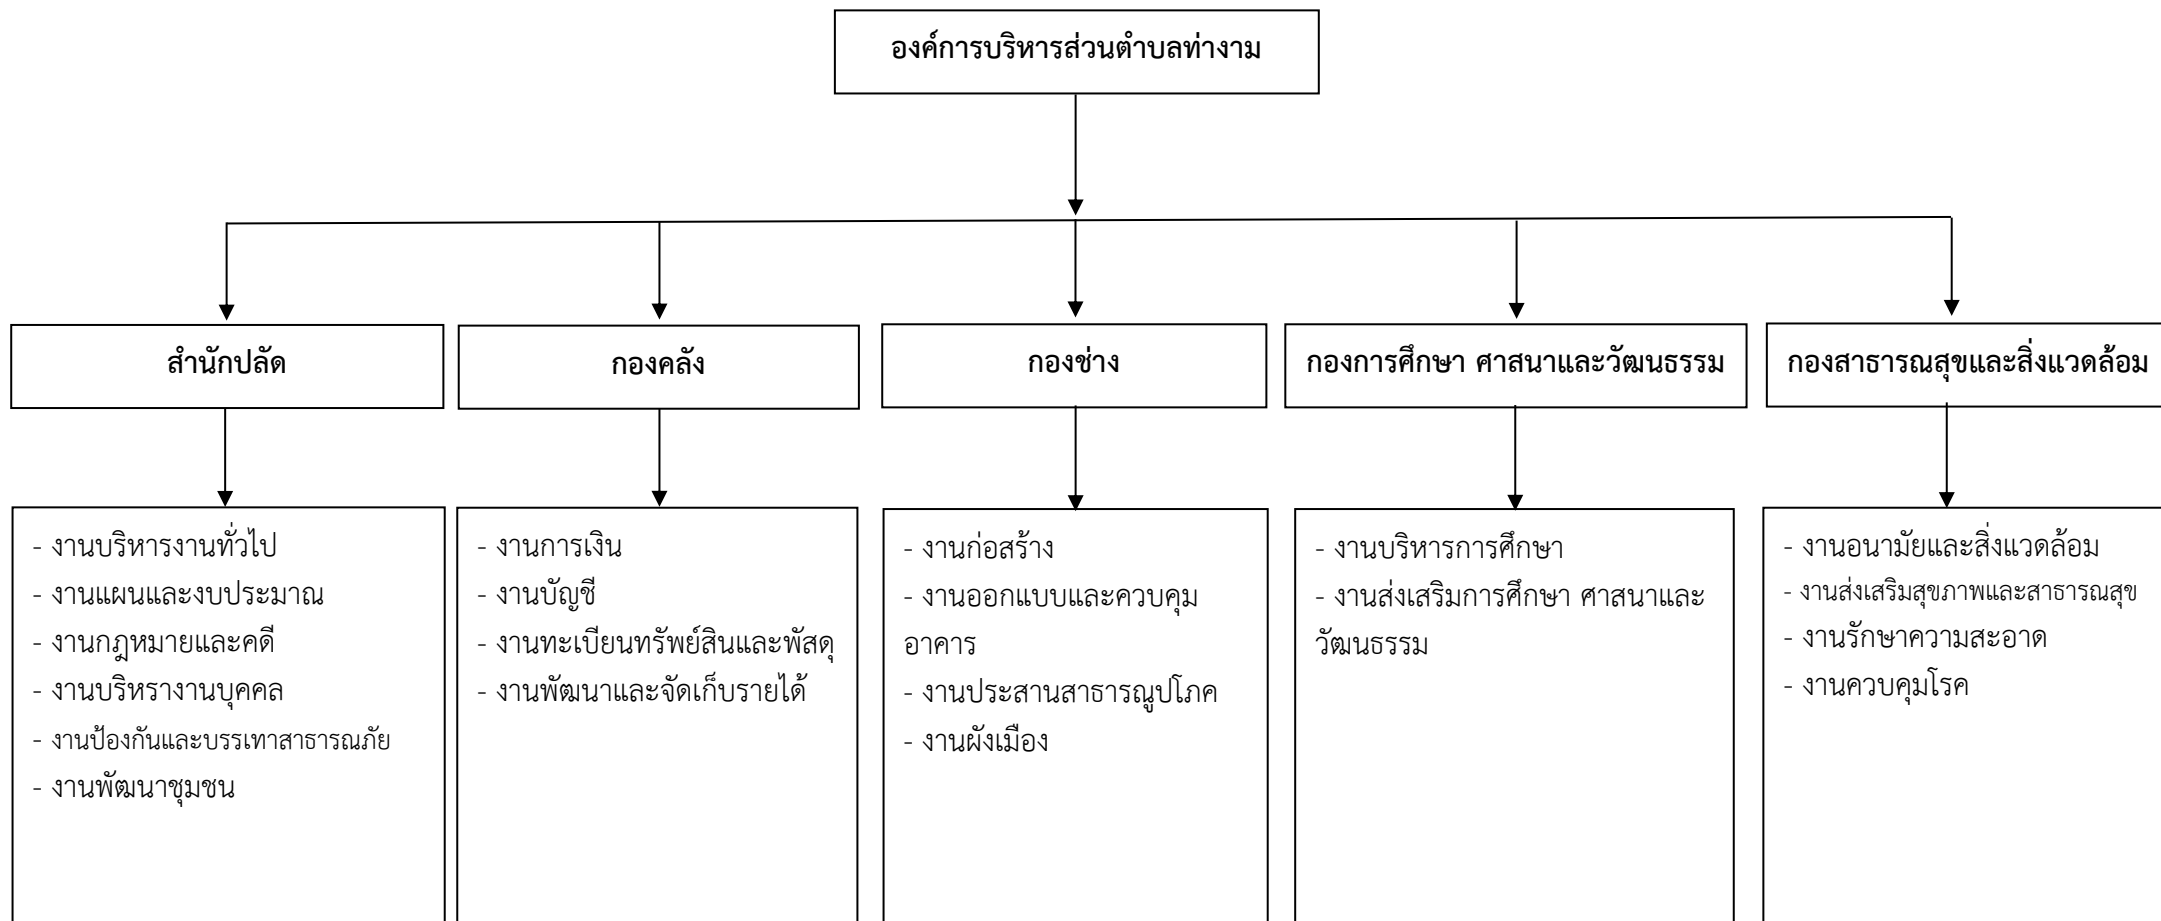 องค์การบริหารส่วนตำบลท่างาม
สำนักปลัด
กองคลัง
กองช่าง
กองการศึกษา ศาสนาและวัฒนธรรม
กองสาธารณสุขและสิ่งแวดล้อม
- งานบริหารงานทั่วไป
- งานแผนและงบประมาณ
- งานกฎหมายและคดี
- งานบริหรางานบุคคล
- งานป้องกันและบรรเทาสาธารณภัย
- งานพัฒนาชุมชน
- งานการเงิน
- งานบัญชี
- งานทะเบียนทรัพย์สินและพัสดุ
- งานพัฒนาและจัดเก็บรายได้
- งานก่อสร้าง
- งานออกแบบและควบคุม
อาคาร
- งานประสานสาธารณูปโภค
- งานผังเมือง
- งานบริหารการศึกษา
- งานส่งเสริมการศึกษา ศาสนาและ
วัฒนธรรม
- งานอนามัยและสิ่งแวดล้อม
- งานส่งเสริมสุขภาพและสาธารณสุข
- งานรักษาความสะอาด
- งานควบคุมโรค